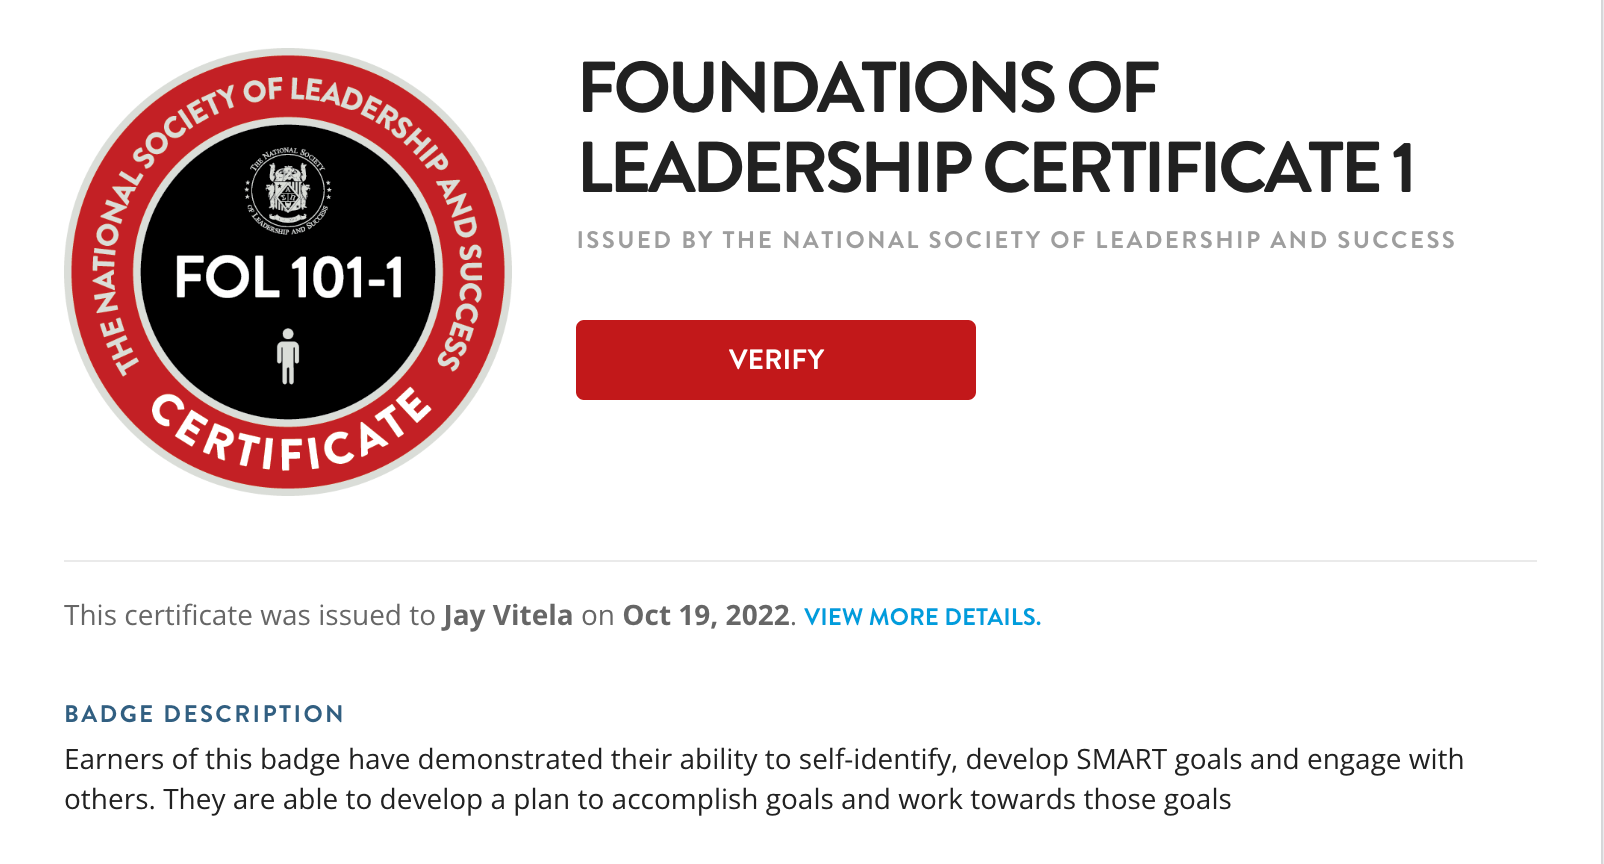 THE NATIONAL SOCIETY OF LEADERSHIP AND SUCCESS
THE NATIONAL SOCIETY
OF LEADERSHIP AND SUCCESS
FOL 101-1
CERTIFICATE
FOUNDATIONS OF
LEADERSHIP CERTIFICATE 1
ISSUED BY THE NATIONAL SOCIETY OF LEADERSHIP AND SUCCESS
VERIFY
This certificate was issued to Jay Vitela on Oct 19, 2022. VIEW MORE DETAILS.
BADGE DESCRIPTION
Earners of this badge have demonstrated their ability to self-identify, develop SMART goals and engage with
others. They are able to develop a plan to accomplish goals and work towards those goals